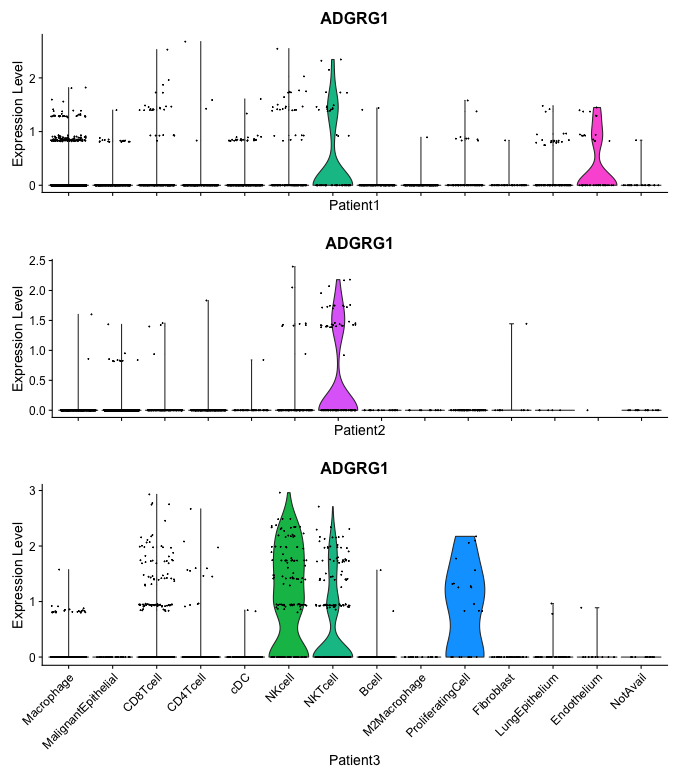 ADGRG1
Expression Level
2
1
0
Patient1
ADGRG1
Expression Level
2.5
2.0
1.5
1.0
0.5
0.0
Patient2
ADGRG1
Expression Level
3
2
1
0
Macrophage
MalignantEpithelial
CD8Tcell
CD4Tcell
cDC
NKcell
NKTcell
Bcell
M2Macrophage
ProliferatingCell
Fibroblast
LungEpithelium
Endothelium
NotAvail
Patient3